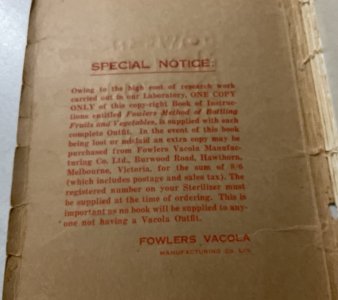 SPECIAL NOTICE:
Owing to the high cost of research work
carried out in our Laboratory, ONE COPY
ONLY of this copy-right Book of Instruc-
tions entitled Fowlers Method of Bottling
Fruits and Vegetables, is supplied with each
complete Outfit. In the event of this book
being lost or mislaid an extra copy may be
purchased from Fowlers Vacola Manufac-
turing Co. Ltd., Burwood Road, Hawthorn,
Melbourne, Victoria, for the sum of
(which includes postage and sales tax). The
registered number on your Sterilizer must
be supplied at the time of ordering. This is
important as no book will be supplied to any-
one not having a Vacola Outfit.
FOWLERS VACOLA
MANUFACTURING CO. LTD.